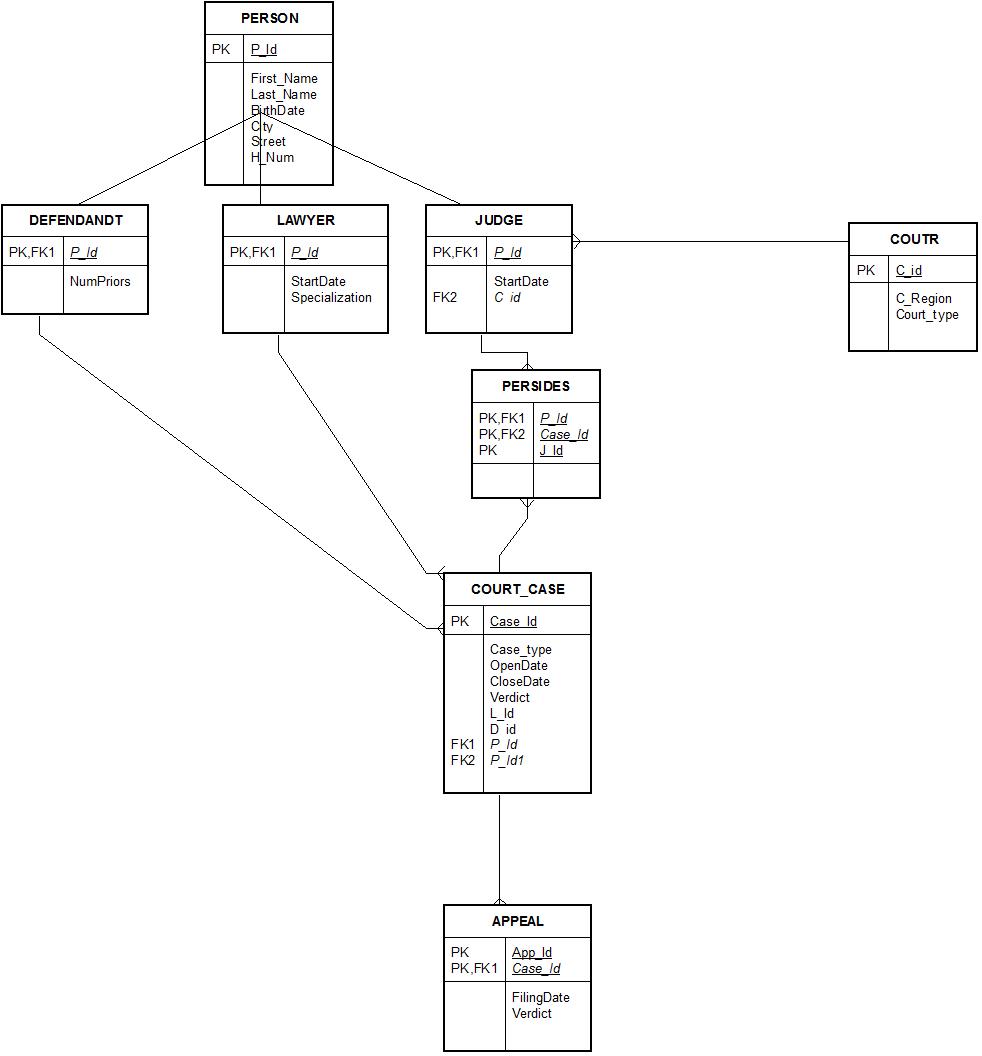 PERSON
PK P_Id
First_Name
Last_Name
BirthDate
City
Street
H_Num
DEFENDANDT
PK,FK1 P_Id
NumPriors
LAWYER
PK,FK1 P_Id
StartDate
Specialization
JUDGE
PK,FK1 P_Id
StartDate
FK2 C_id
COUTR
PK C_id
C_Region
Court_type
PERSIDES
PK,FK1 P_Id
PK,FK2 Case_Id
PK J_Id
COURT_CASE
PK Case_Id
Case_type
OpenDate
CloseDate
Verdict
L_Id
D_id
FK1 P_Id
FK2 P_Id1
APPEAL
PK App_Id
PK,FK1 Case_Id
FilingDate
Verdict